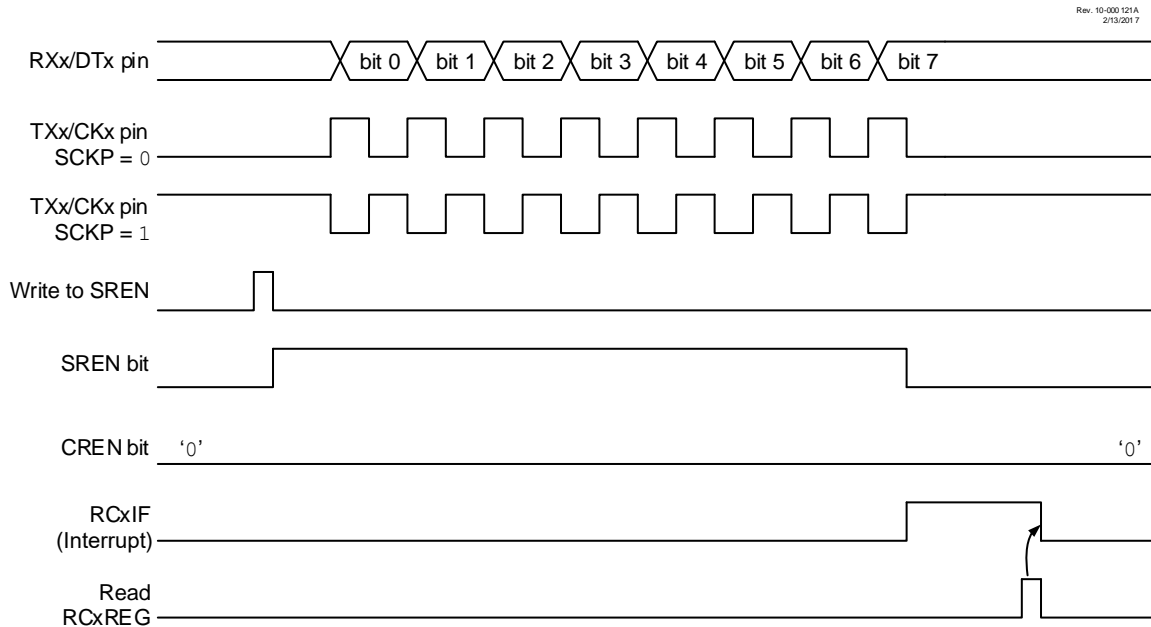 Rev. 10-000121A
2/13/2017
RXx/DTx pin
bit 0 bit 1 bit 2 bit 3 bit 4 bit 5 bit 6 bit 7
TXx/CKx pin
SCKP = 0
TXx/CKx pin
SCKP = 1
Write to SREN
SREN bit
CREN bit ‘0’ ‘0’
RCxIF
(Interrupt)
Read
RCxREG